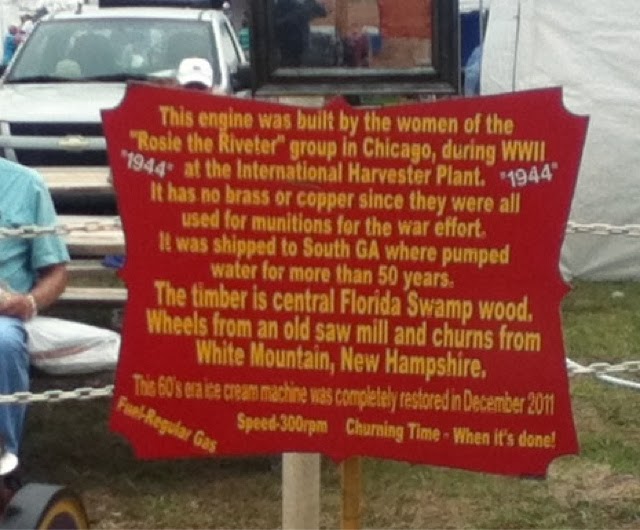 This engine was built by the women of the
"Rosie the Riveter" group in Chicago, during WWII
"1944" at the International Harvester Plant. "1944"
It has no brass or copper since they were all
used for munitions for the war effort.
It was shipped to South GA where pumped
water for more than 50 years.
The timber is central Florida Swamp wood.
Wheels from an old saw mill and churns from
White Mountain, New Hampshire.
This 60's era ice cream machine was completely restored in December 2011
Fuel-Regular Gas Speed-300rpm Churning Time - When it's done!